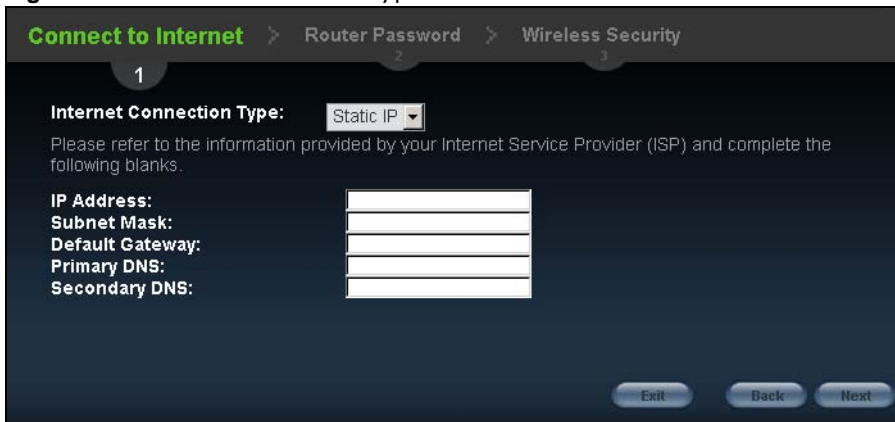 Connect to Internet > Router Password > Wireless Security
1 2 3
Internet Connection Type: Static IP
Please refer to the information provided by your Internet Service Provider (ISP) and complete the
following blanks.
IP Address:
Subnet Mask:
Default Gateway:
Primary DNS:
Secondary DNS:
Exit Back Next